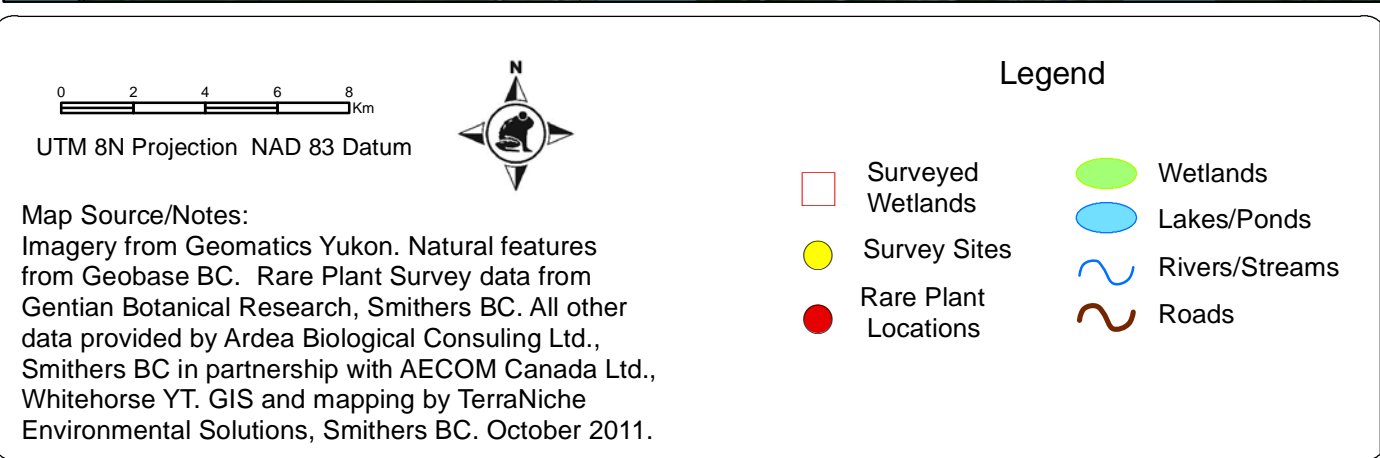 0 2 4 6 8
Km
UTM 8N Projection NAD 83 Datum
N
Map Source/Notes:
Imagery from Geomatics Yukon. Natural features
from Geobase BC. Rare Plant Survey data from
Gentian Botanical Research, Smithers BC. All other
data provided by Ardea Biological Consuling Ltd.,
Smithers BC in partnership with AECOM Canada Ltd.,
Whitehorse YT. GIS and mapping by TerraNiche
Environmental Solutions, Smithers BC. October 2011.
Legend
Surveyed
Wetlands
Survey Sites
Rare Plant
Locations
Wetlands
Lakes/Ponds
Rivers/Streams
Roads